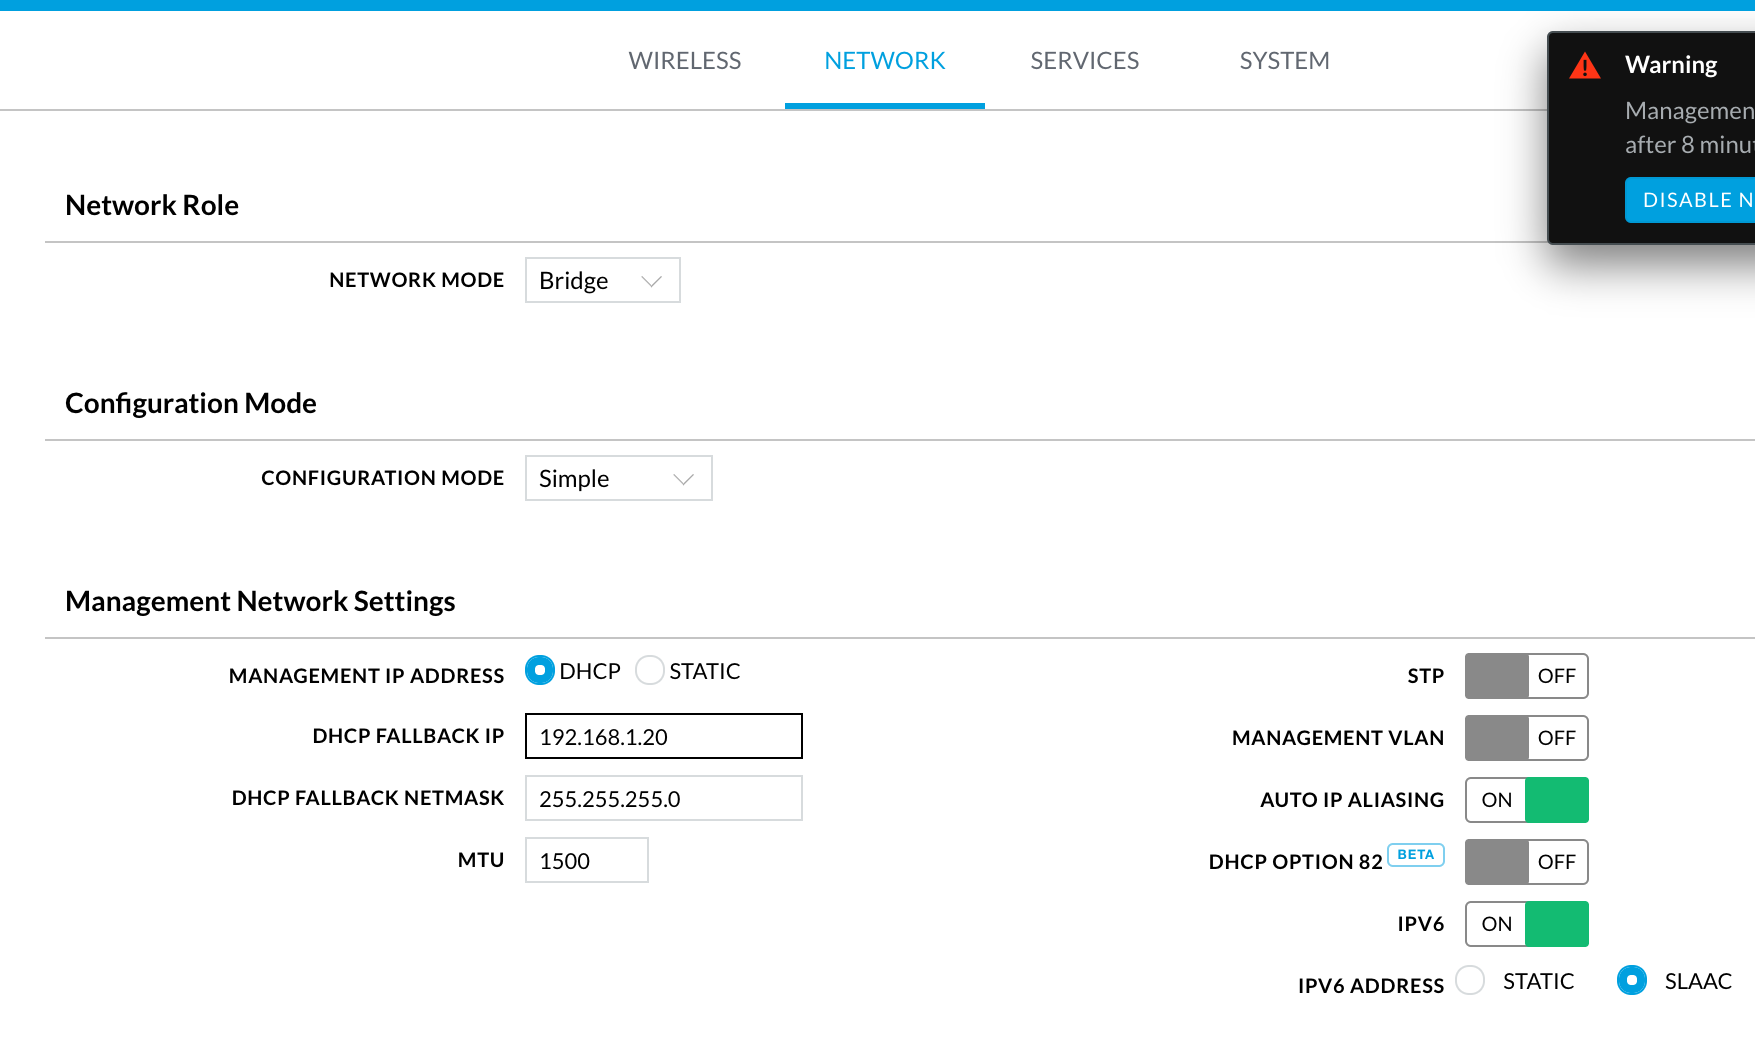 WIRELESS NETWORK SERVICES SYSTEM
Warning
Managemen
after 8 minut
DISABLE N
Network Role
NETWORK MODE Bridge
Configuration Mode
CONFIGURATION MODE Simple
Management Network Settings
MANAGEMENT IP ADDRESS DHCP STATIC
DHCP FALLBACK IP 192.168.1.20
DHCP FALLBACK NETMASK 255.255.255.0
MTU 1500
STP OFF
MANAGEMENT VLAN OFF
AUTO IP ALIASING ON
DHCP OPTION 82 BETA OFF
IPV6 ON
IPV6 ADDRESS STATIC SLAAC